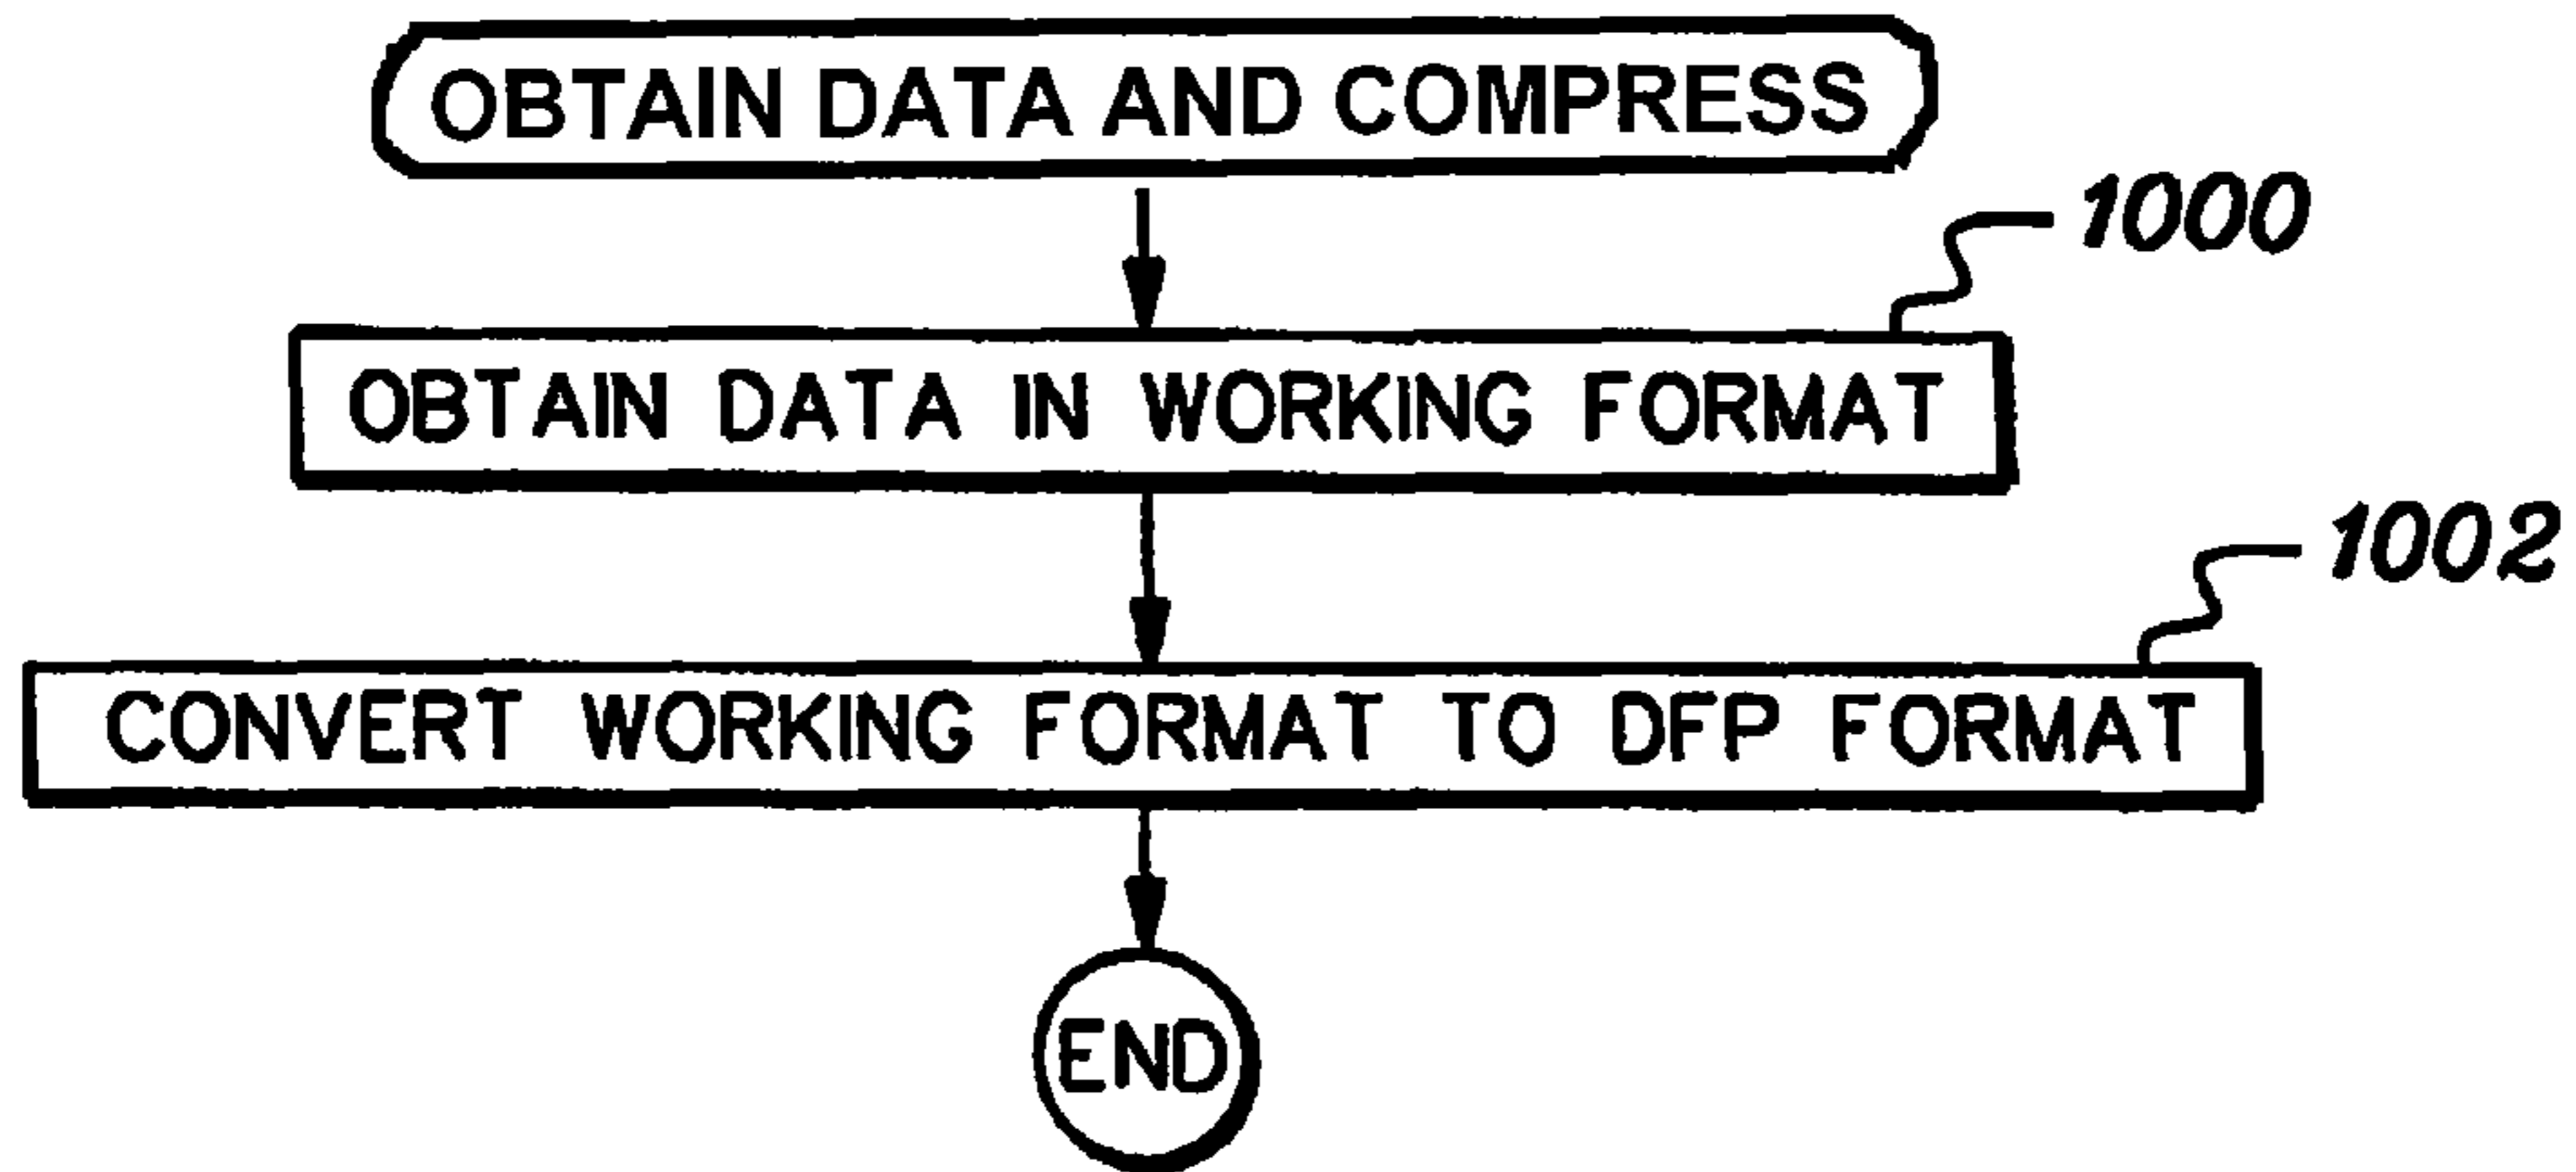 OBTAIN DATA AND COMPRESS
1000
OBTAIN DATA IN WORKING FORMAT
1002
CONVERT WORKING FORMAT TO DFP FORMAT
END